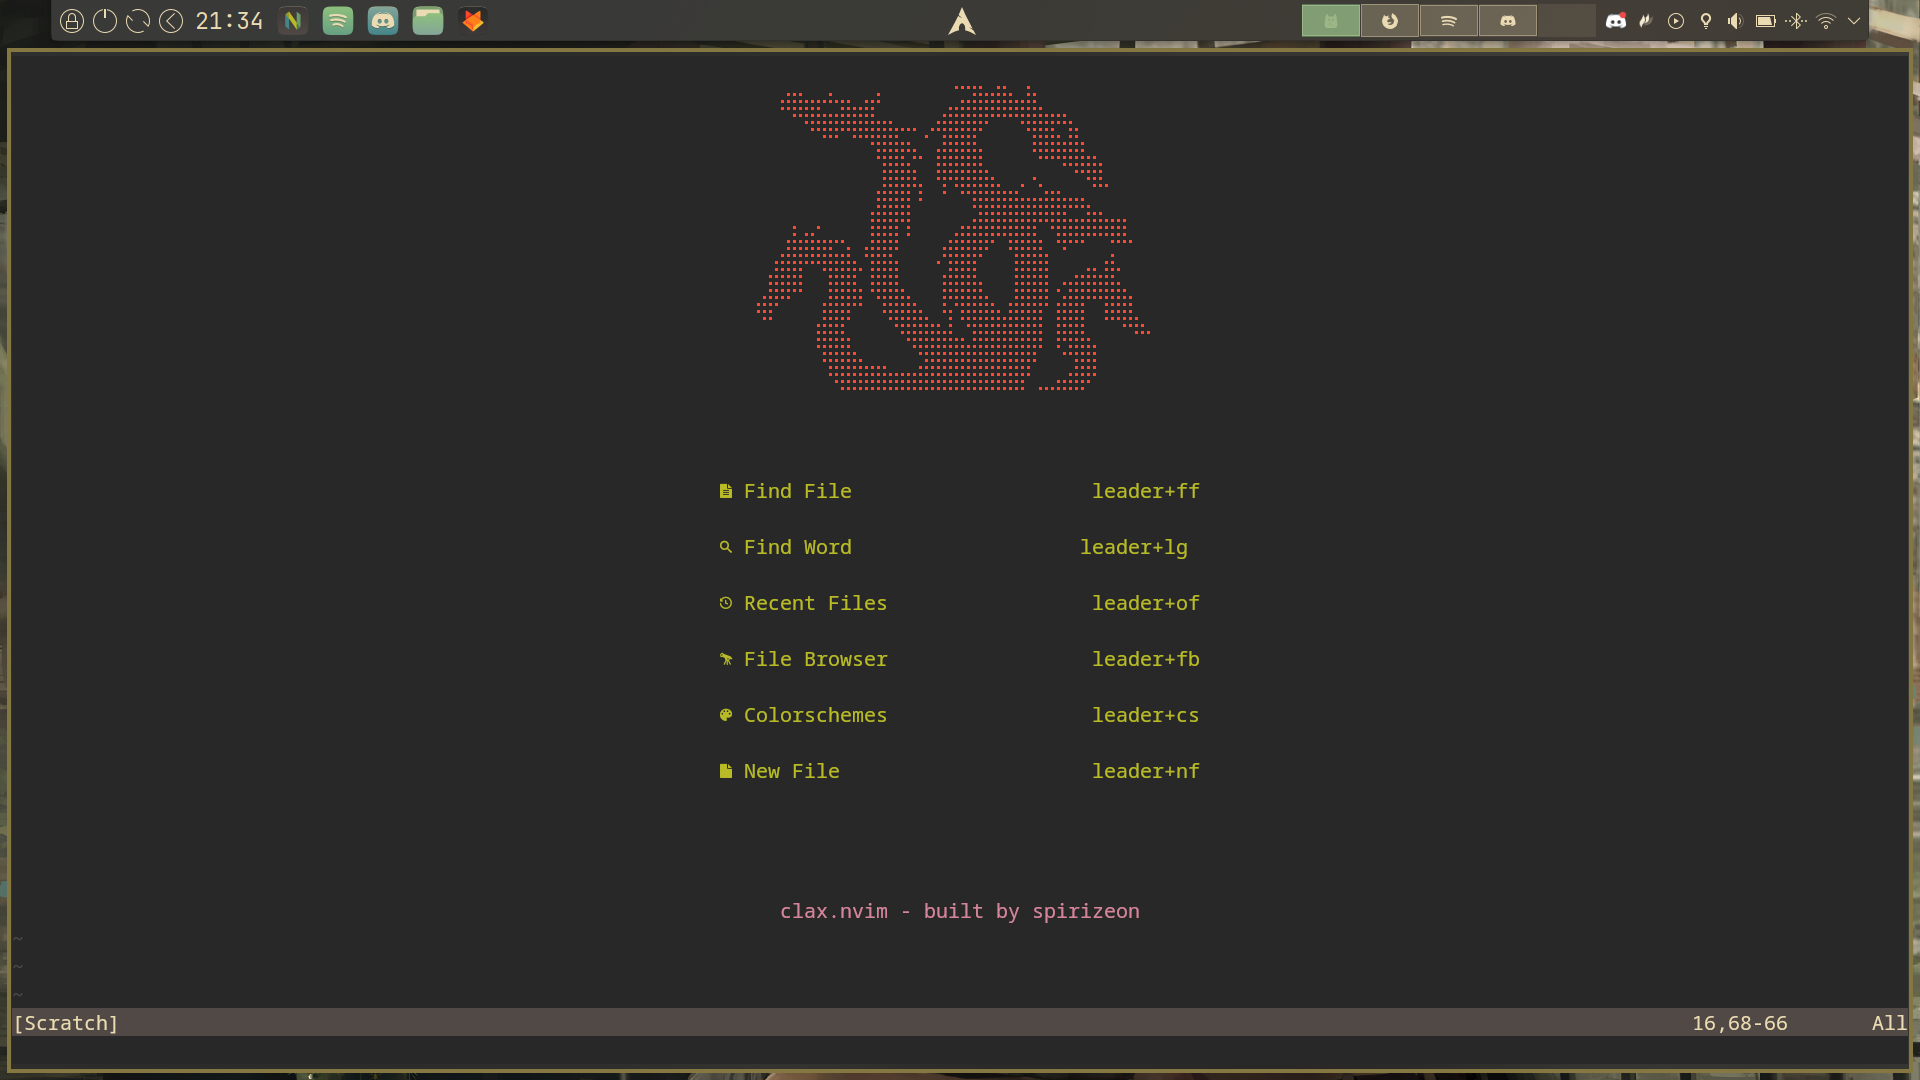 21:34
Find File leader+ff
Find Word leader+lg
Recent Files leader+of
File Browser leader+fb
Colorschemes leader+cs
New File leader+nf
clax.nvim - built by spirizeon
~
~
~
[Scratch] 16,68-66 All